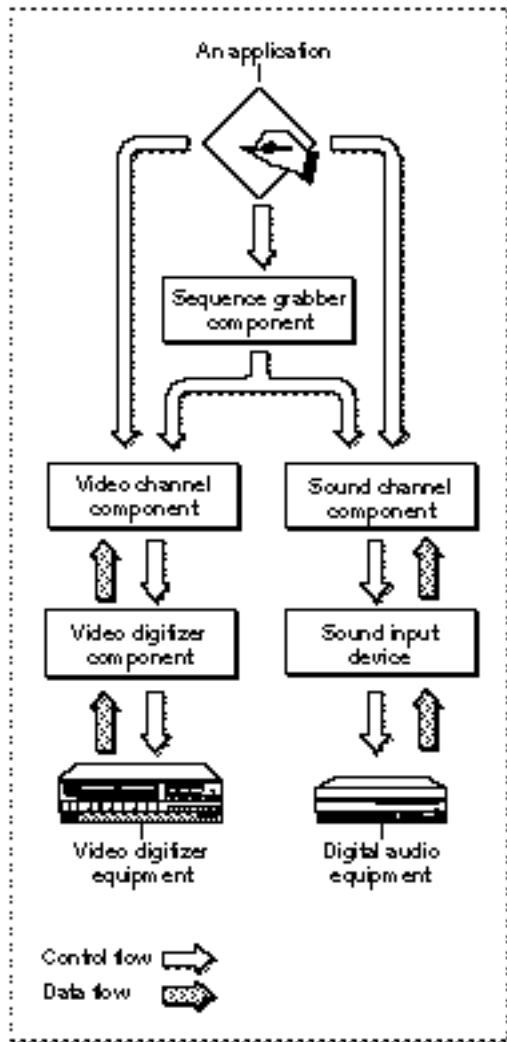 An application
Sequence grabber
component
Video channel
component
Sound channel
component
Video digitizer
component
Sound input
device
Video digitizer
equipment
Digital audio
equipment
Control flow
Data flow